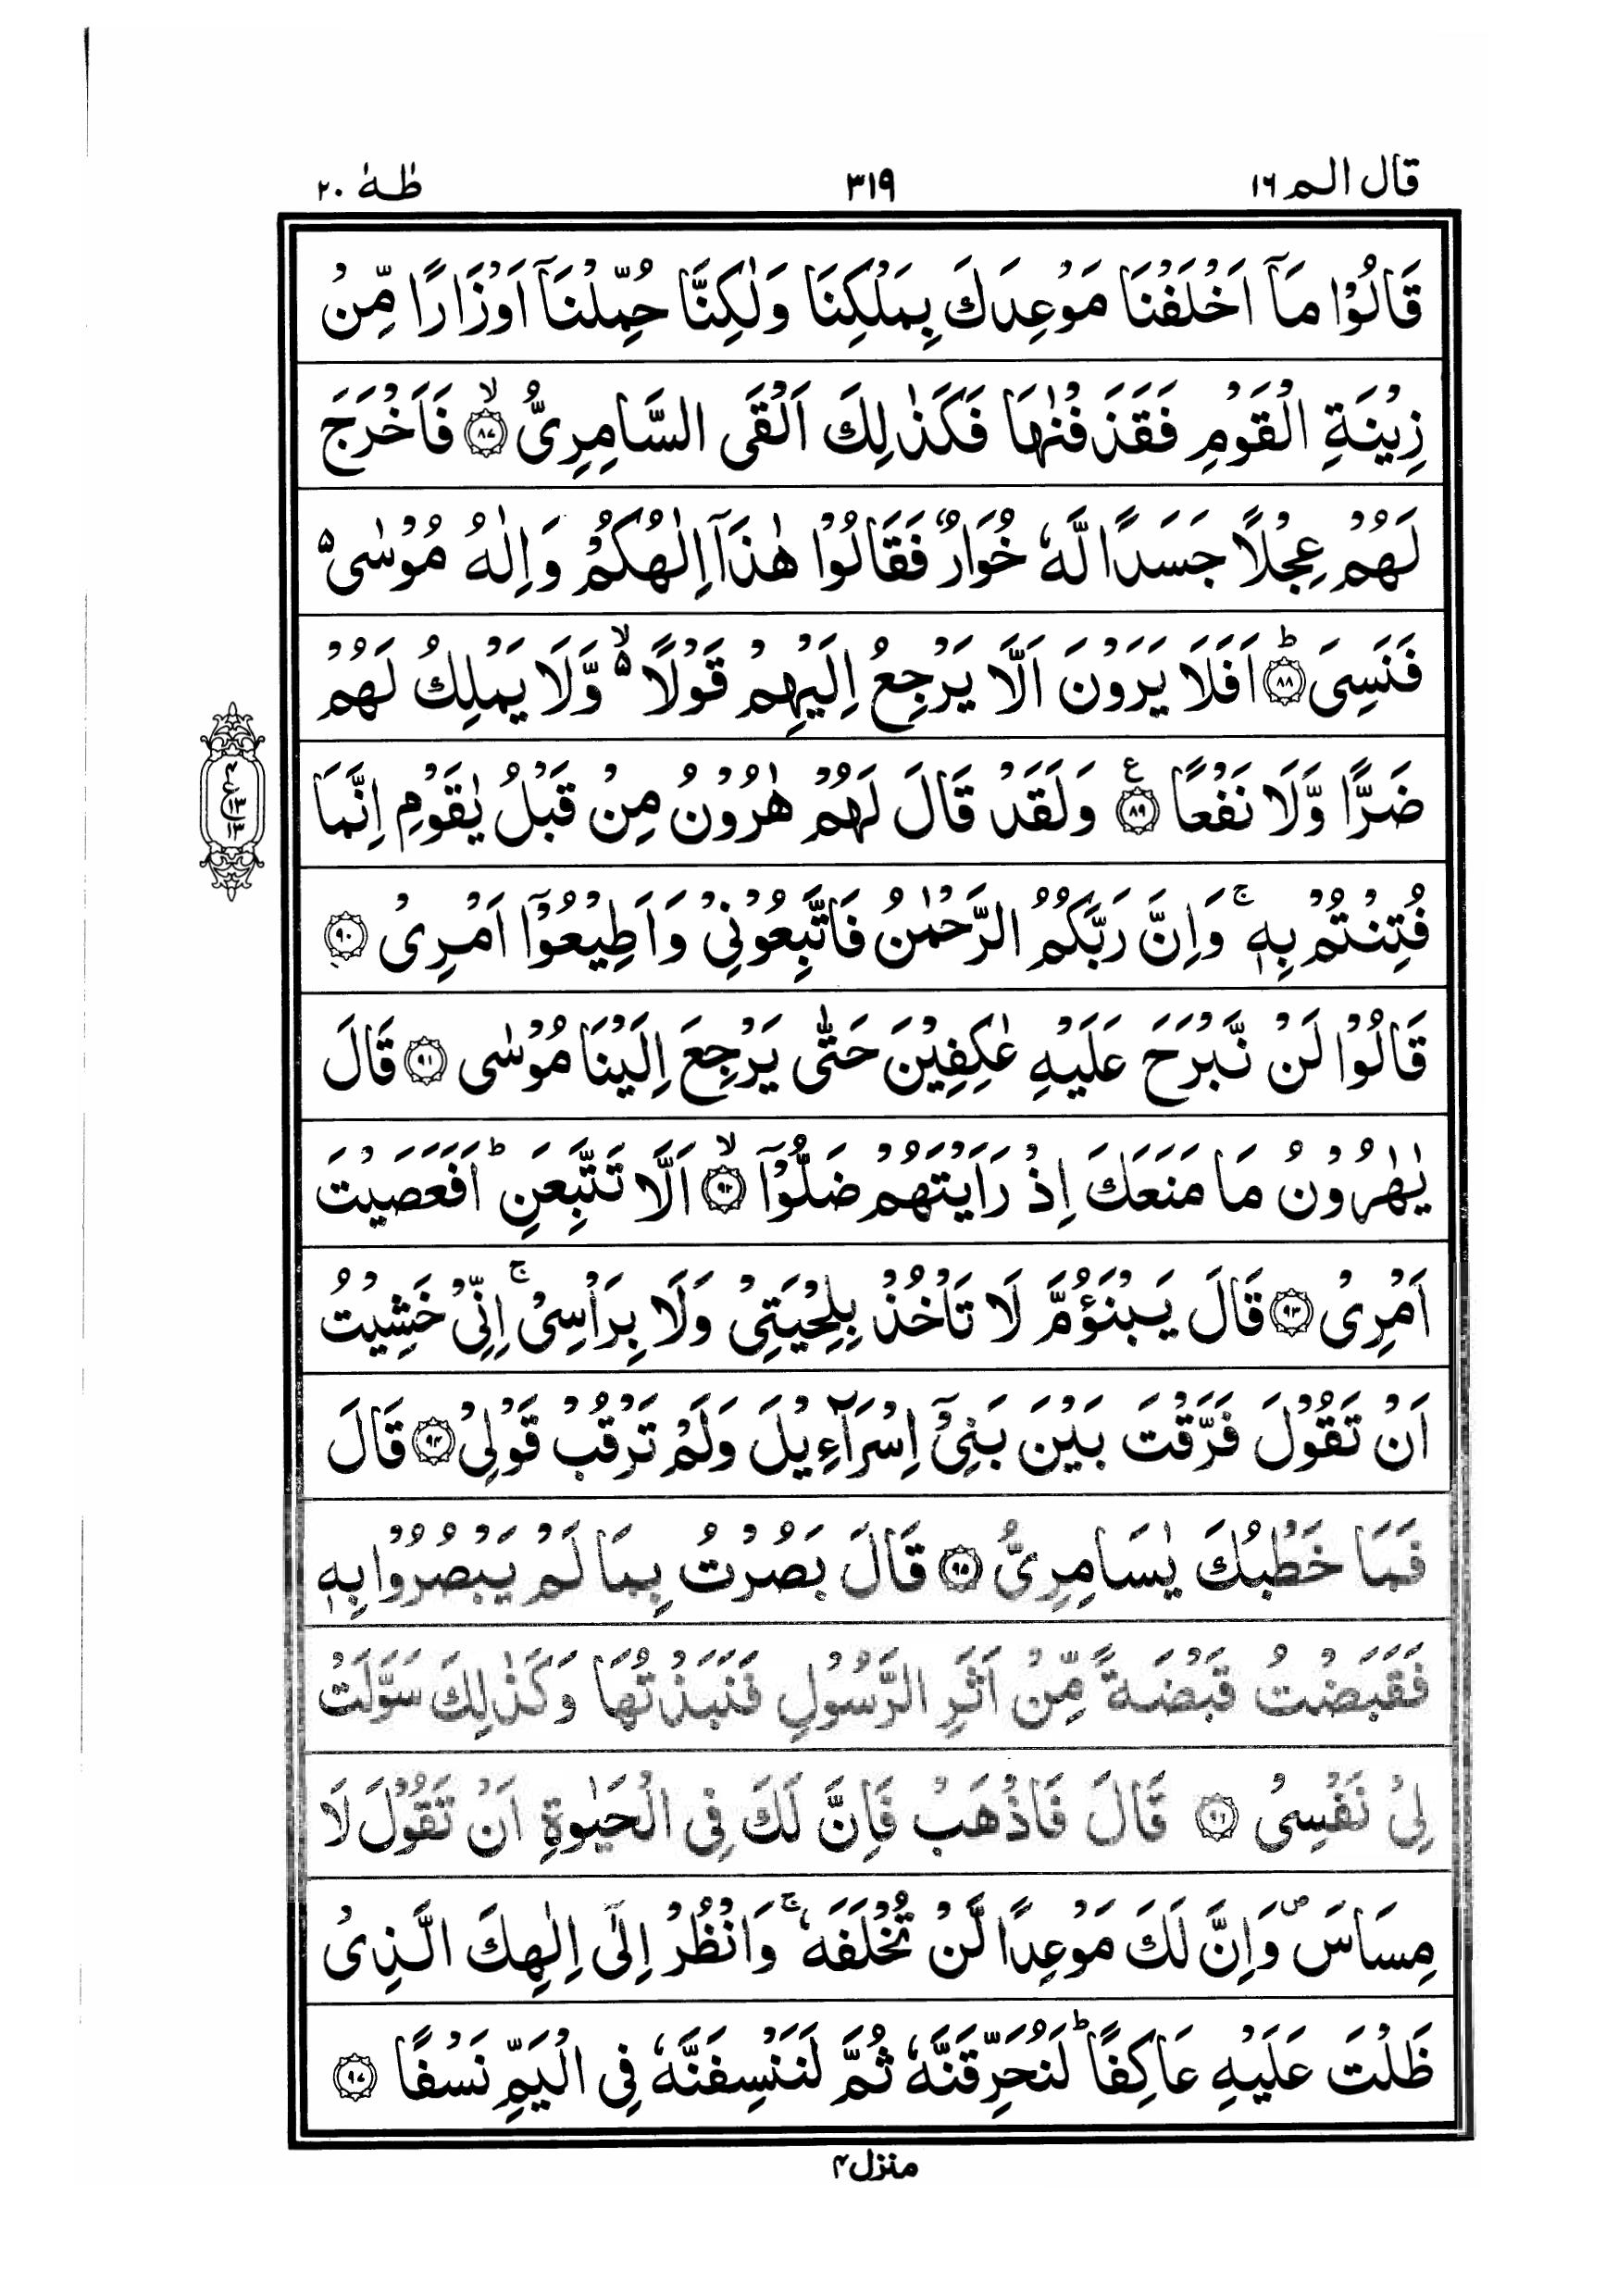 قال الم ١٦
٣١٩
طٰهٰ ٢٠
قَالُوْا مَآ اَخْلَفْنَا مَوْعِدَكَ بِمَلْكِنَا وَلٰكِنَّا حُمِّلْنَآ اَوْزَارًا مِّنْ
زِيْنَةِ الْقَوْمِ فَقَذَفْنٰهَا فَكَذٰلِكَ اَلْقَى السَّامِرِىُّ ۙ‏﴿٨٧﴾ فَاَخْرَجَ
لَهُمْ عِجْلًا جَسَدًا لَّهٗ خُوَارٌ فَقَالُوْا هٰذَآ اِلٰهُكُمْ وَاِلٰهُ مُوْسٰى ۥ
فَنَسِىَ ؕ‏﴿٨٨﴾ اَفَلَا يَرَوْنَ اَلَّا يَرْجِعُ اِلَيْهِمْ قَوْلًا ۥ ۙ وَّلَا يَمْلِكُ لَهُمْ
ضَرًّا وَّلَا نَفْعًا ﴿٨٩﴾ ع وَلَقَدْ قَالَ لَهُمْ هٰرُوْنُ مِنْ قَبْلُ يٰقَوْمِ اِنَّمَا
فُتِنْتُمْ بِهٖ ۚ وَاِنَّ رَبَّكُمُ الرَّحْمٰنُ فَاتَّبِعُوْنِىْ وَاَطِيْعُوْٓا اَمْرِىْ ﴿٩٠﴾
قَالُوْا لَنْ نَّبْرَحَ عَلَيْهِ عٰكِفِيْنَ حَتّٰى يَرْجِعَ اِلَيْنَا مُوْسٰى ﴿٩١﴾ قَالَ
يٰهٰرُوْنُ مَا مَنَعَكَ اِذْ رَاَيْتَهُمْ ضَلُّوْٓا ۙ‏﴿٩٢﴾ اَلَّا تَتَّبِعَنِ ؕ اَفَعَصَيْتَ
اَمْرِىْ ﴿٩٣﴾ قَالَ يَبْنَؤُمَّ لَا تَاْخُذْ بِلِحْيَتِىْ وَلَا بِرَاْسِىْ ۚ اِنِّىْ خَشِيْتُ
اَنْ تَقُوْلَ فَرَّقْتَ بَيْنَ بَنِىْٓ اِسْرَآءِيْلَ وَلَمْ تَرْقُبْ قَوْلِىْ ﴿٩٤﴾ قَالَ
فَمَا خَطْبُكَ يٰسَامِرِىُّ ﴿٩٥﴾ قَالَ بَصُرْتُ بِمَا لَمْ يَبْصُرُوْا بِهٖ
فَقَبَضْتُ قَبْضَةً مِّنْ اَثَرِ الرَّسُوْلِ فَنَبَذْتُهَا وَكَذٰلِكَ سَوَّلَتْ
لِىْ نَفْسِىْ ﴿٩٦﴾ قَالَ فَاذْهَبْ فَاِنَّ لَكَ فِى الْحَيٰوةِ اَنْ تَقُوْلَ لَا
مِسَاسَ ۖ وَاِنَّ لَكَ مَوْعِدًا لَّنْ تُخْلَفَهٗ ۚ وَانْظُرْ اِلٰٓى اِلٰهِكَ الَّذِىْ
ظَلْتَ عَلَيْهِ عَاكِفًا ؕ لَنُحَرِّقَنَّهٗ ثُمَّ لَنَنْسِفَنَّهٗ فِى الْيَمِّ نَسْفًا ﴿٩٧﴾
منزل ٤